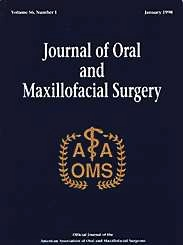 Volume 56, Number 1 January 1998
Journal of Oral
and
Maxillofacial Surgery
A A
OMS
Official Journal of the
American Association of Oral and Maxillofacial Surgeons